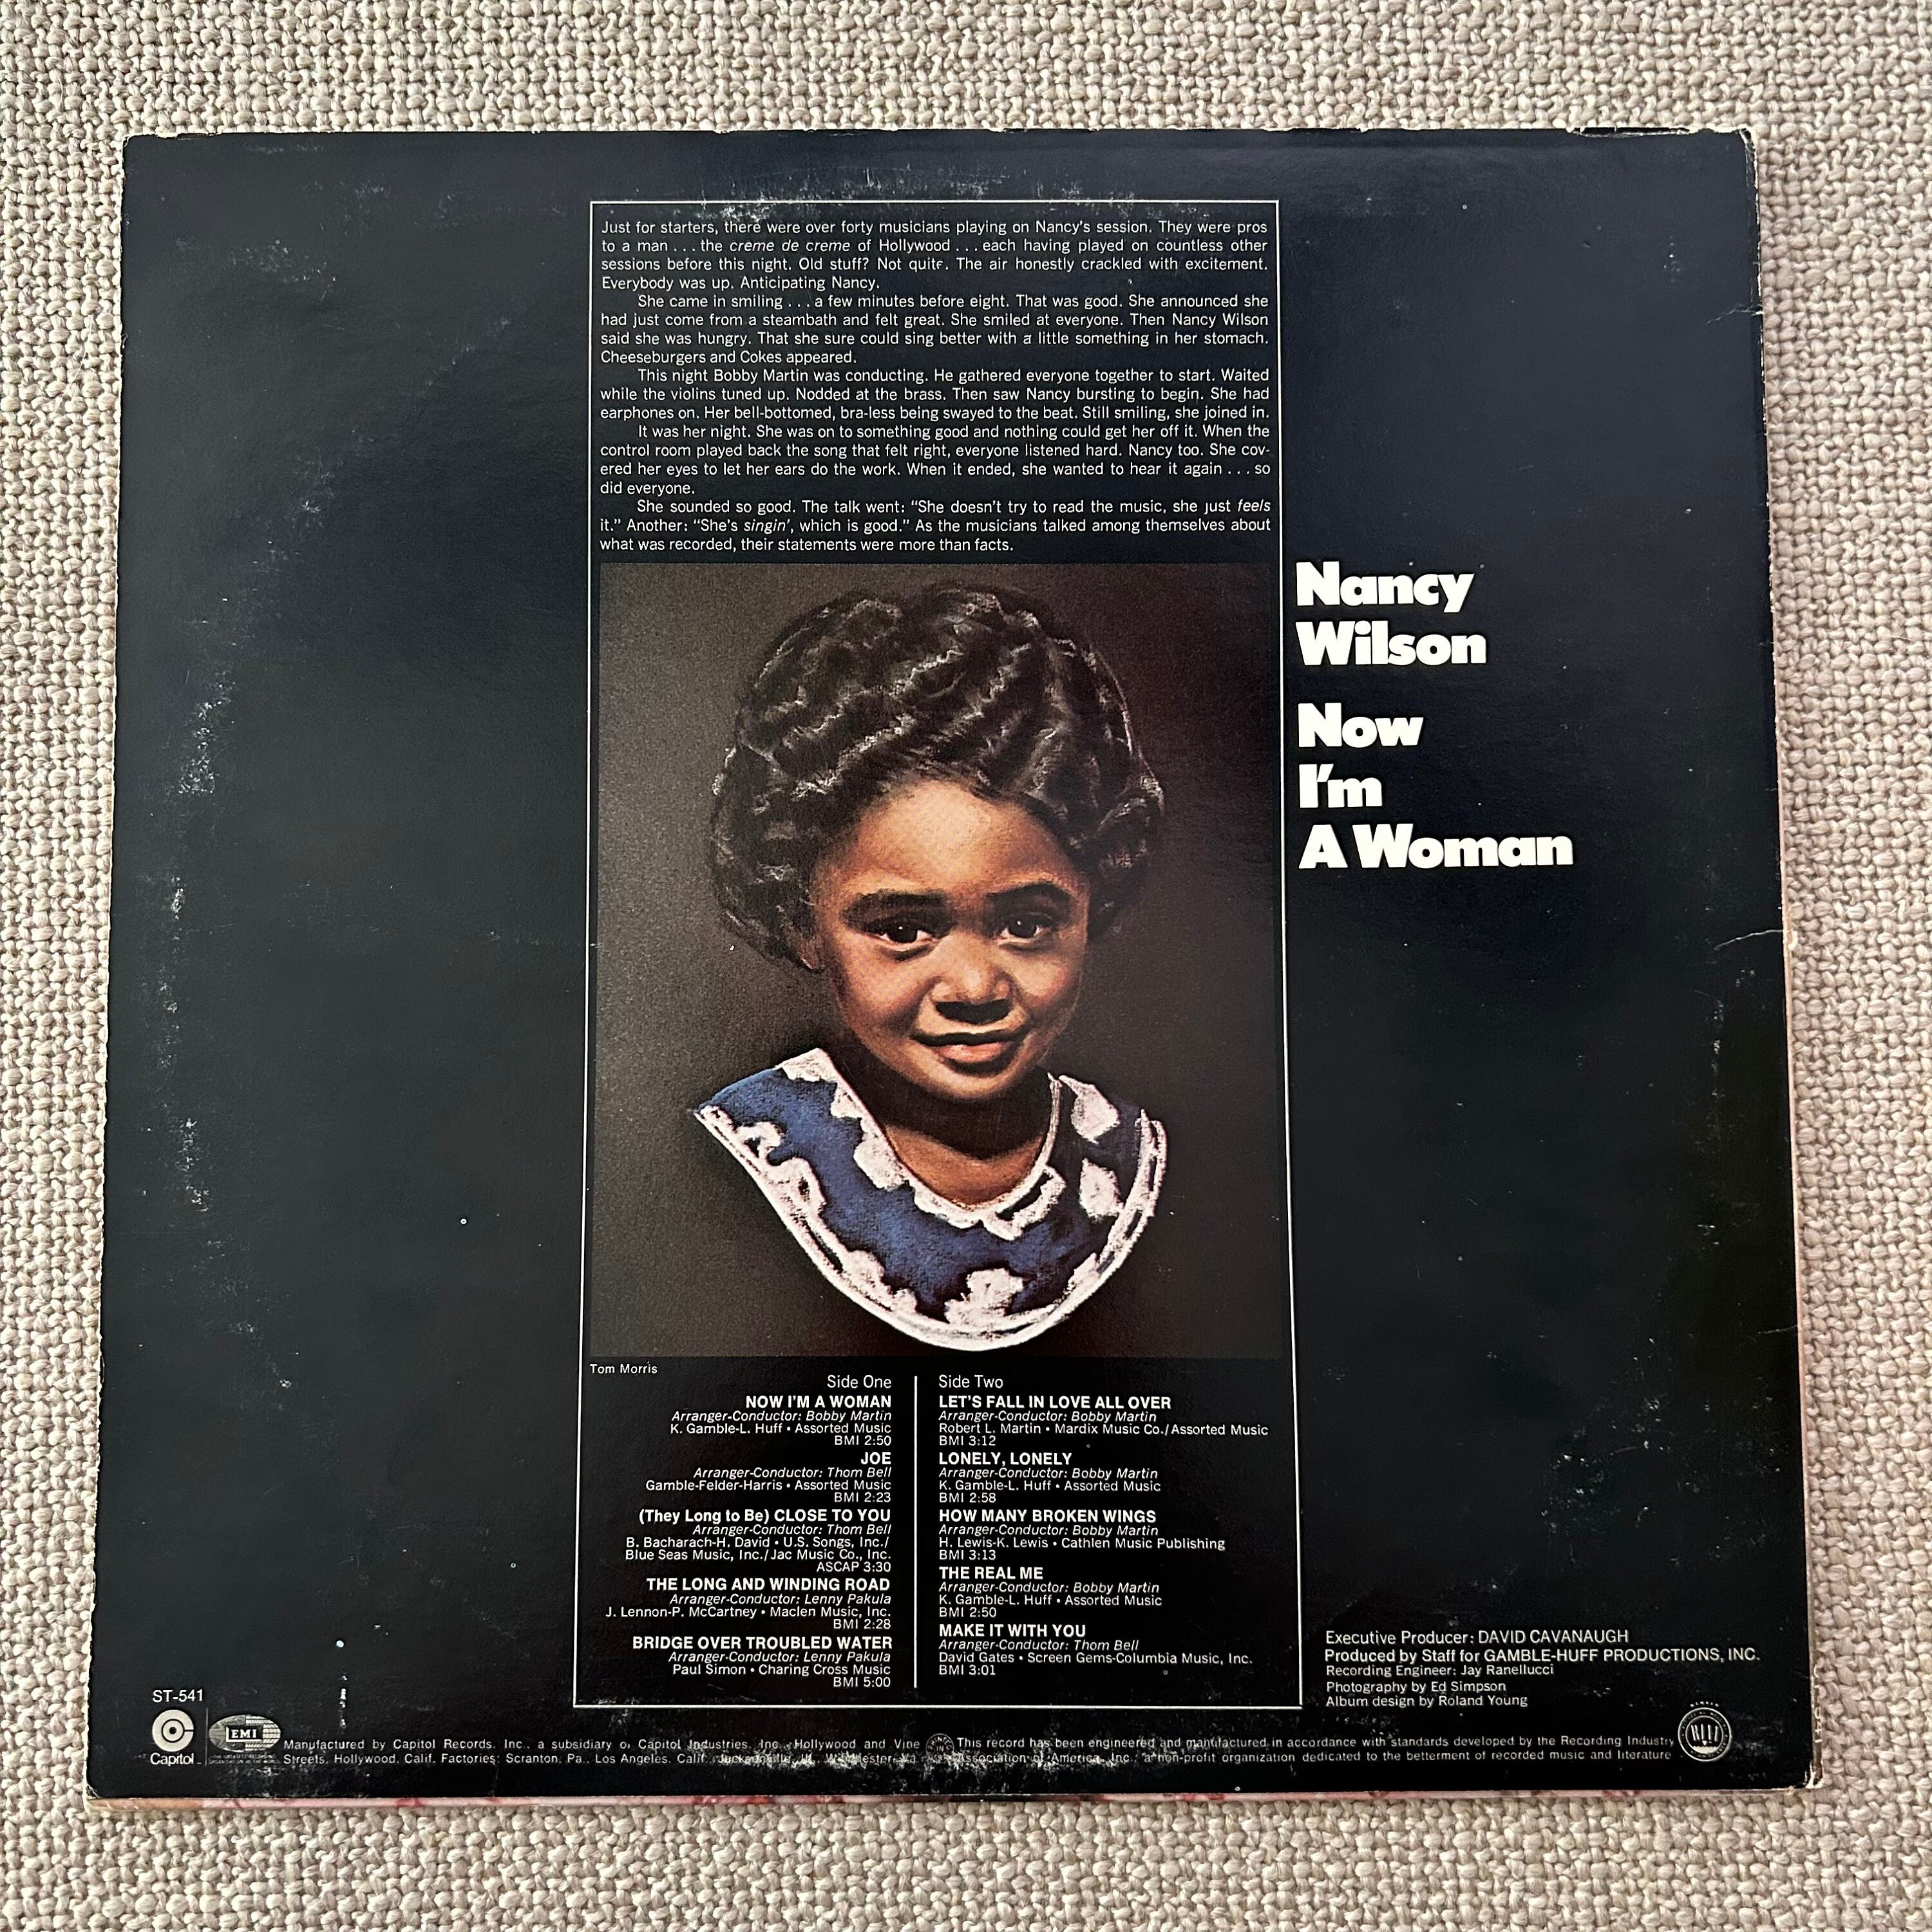 Just for starters, there were over forty musicians playing on Nancy's session. They were pros
to a man . . . the creme de creme of Hollywood . . . each having played on countless other
sessions before this night. Old stuff? Not quite. The air honestly crackled with excitement.
Everybody was up. Anticipating Nancy.
She came in smiling . . . a few minutes before eight. That was good. She announced she
had just come from a steambath and felt great. She smiled at everyone. Then Nancy Wilson
said she was hungry. That she sure could sing better with a little something in her stomach.
Cheeseburgers and Cokes appeared.
This night Bobby Martin was conducting. He gathered everyone together to start. Waited
while the violins tuned up. Nodded at the brass. Then saw Nancy bursting to begin. She had
earphones on. Her bell-bottomed, bra-less being swayed to the beat. Still smiling, she joined in.
It was her night. She was on to something good and nothing could get her off it. When the
control room played back the song that felt right, everyone listened hard. Nancy too. She cov-
ered her eyes to let her ears do the work. When it ended, she wanted to hear it again . . . so
did everyone.
She sounded so good. The talk went: “She doesn't try to read the music, she just feels
it.” Another: “She's singin', which is good.” As the musicians talked among themselves about
what was recorded, their statements were more than facts.
Nancy
Wilson
Now
I'm
A Woman
Tom Morris
Side One
NOW I'M A WOMAN
Arranger-Conductor: Bobby Martin
K. Gamble-L. Huff • Assorted Music
BMI 2:50
JOE
Arranger-Conductor: Thom Bell
Gamble-Felder-Harris • Assorted Music
BMI 2:23
(They Long to Be) CLOSE TO YOU
Arranger-Conductor: Thom Bell
B. Bacharach-H. David • U.S. Songs, Inc./
Blue Seas Music, Inc./Jac Music Co., Inc.
ASCAP 3:30
THE LONG AND WINDING ROAD
Arranger-Conductor: Lenny Pakula
J. Lennon-P. McCartney • Maclen Music, Inc.
BMI 2:28
BRIDGE OVER TROUBLED WATER
Arranger-Conductor: Lenny Pakula
Paul Simon • Charing Cross Music
BMI 5:00
Side Two
LET'S FALL IN LOVE ALL OVER
Arranger-Conductor: Bobby Martin
Robert L. Martin • Mardix Music Co./Assorted Music
BMI 3:12
LONELY, LONELY
Arranger-Conductor: Bobby Martin
K. Gamble-L. Huff • Assorted Music
BMI 2:58
HOW MANY BROKEN WINGS
Arranger-Conductor: Bobby Martin
H. Lewis-K. Lewis • Cathlen Music Publishing
BMI 3:13
THE REAL ME
Arranger-Conductor: Bobby Martin
K. Gamble-L. Huff • Assorted Music
BMI 2:50
MAKE IT WITH YOU
Arranger-Conductor: Thom Bell
David Gates • Screen Gems-Columbia Music, Inc.
BMI 3:01
Executive Producer: DAVID CAVANAUGH
Produced by Staff for GAMBLE-HUFF PRODUCTIONS, INC.
Recording Engineer: Jay Ranellucci
Photography by Ed Simpson
Album design by Roland Young
ST-541
Capitol
EMI
Manufactured by Capitol Records, Inc., a subsidiary of Capitol Industries, Inc., Hollywood and Vine
Streets, Hollywood, Calif. Factories: Scranton, Pa., Los Angeles, Calif., Jacksonville, Ill., Winchester, Va.
This record has been engineered and manufactured in accordance with standards developed by the Recording Industry
Association of America, Inc., a non-profit organization dedicated to the betterment of recorded music and literature